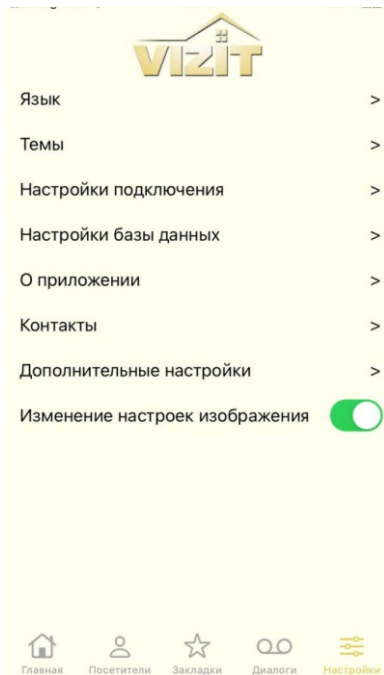 VIZIT
Язык >
Темы >
Настройки подключения >
Настройки базы данных >
О приложении >
Контакты >
Дополнительные настройки >
Изменение настроек изображения
Главная Посетители Закладки Диалоги Настройки